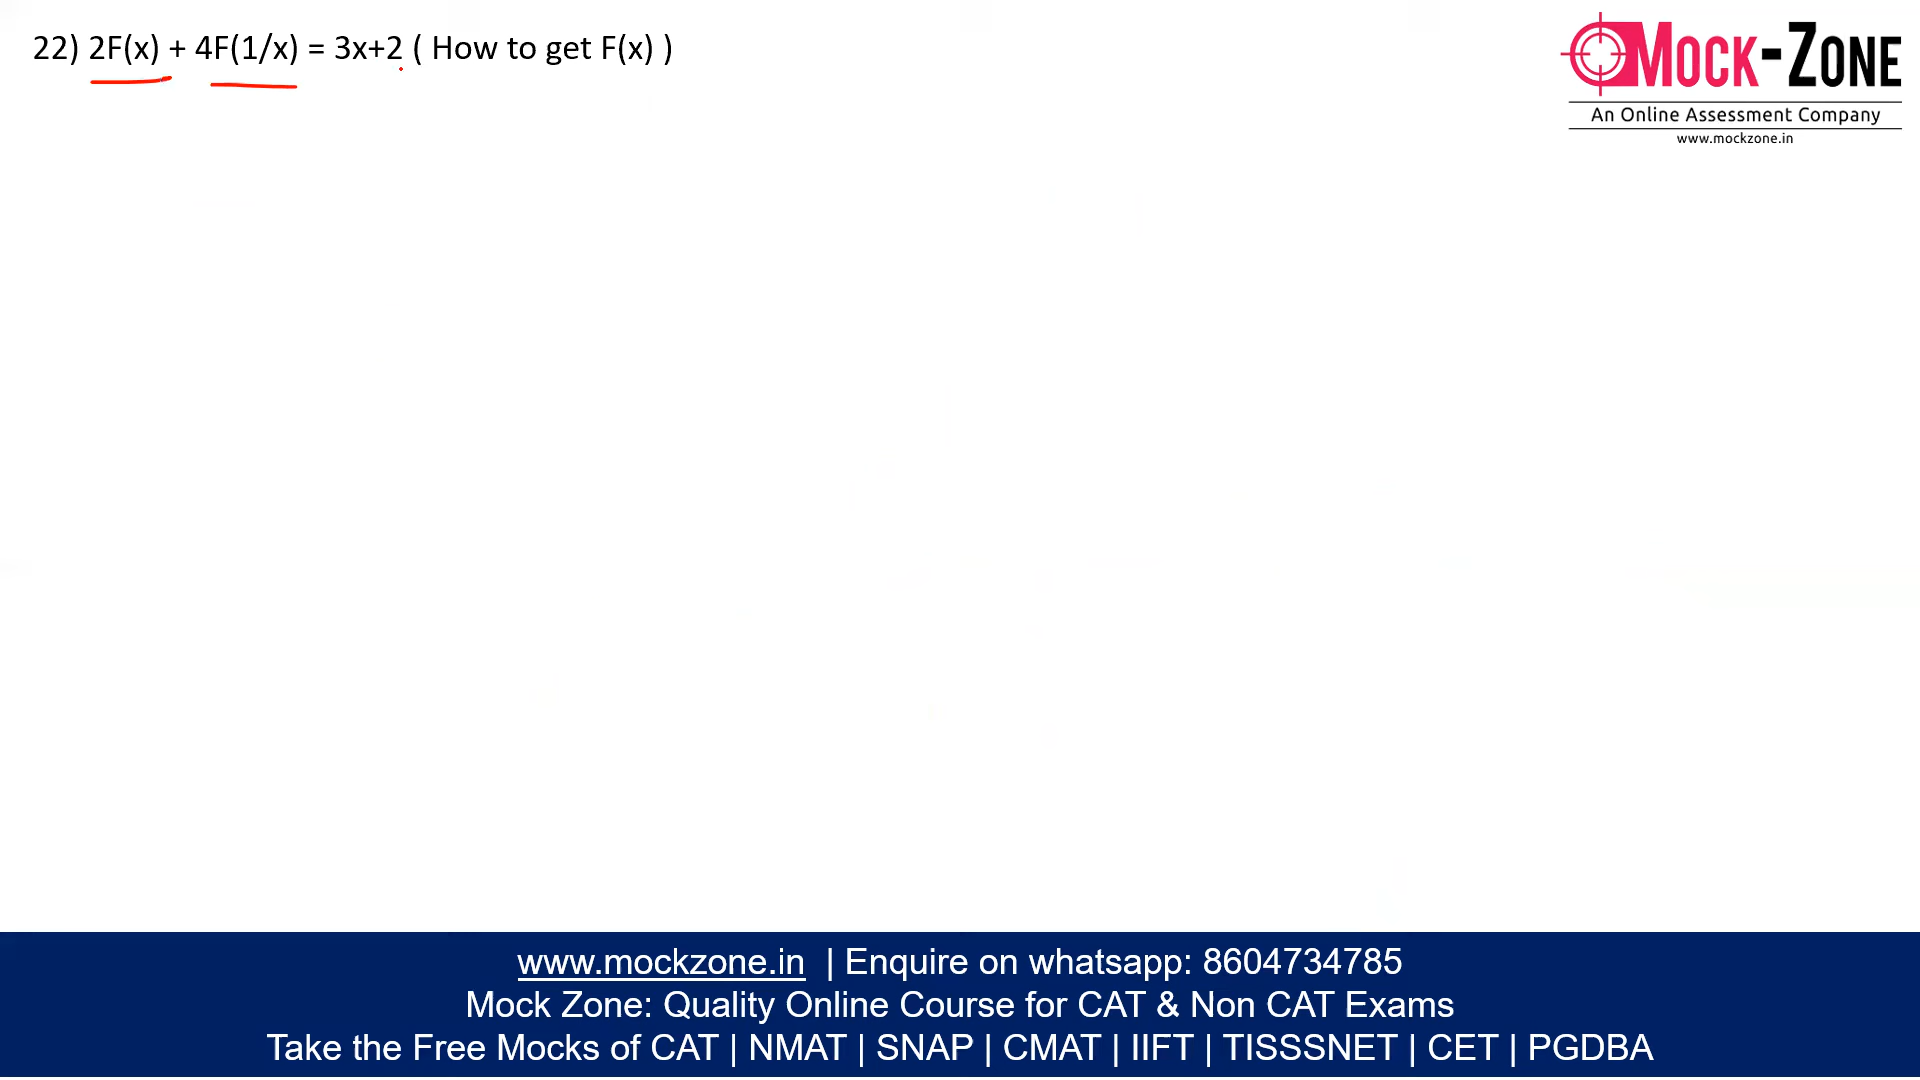 22) 2F(x) + 4F(1/x) = 3x+2 ( How to get F(x) )
MOCK-ZONE
An Online Assessment Company
www.mockzone.in
www.mockzone.in | Enquire on whatsapp: 8604734785
Mock Zone: Quality Online Course for CAT & Non CAT Exams
Take the Free Mocks of CAT | NMAT | SNAP | CMAT | IIFT | TISSSNET | CET | PGDBA